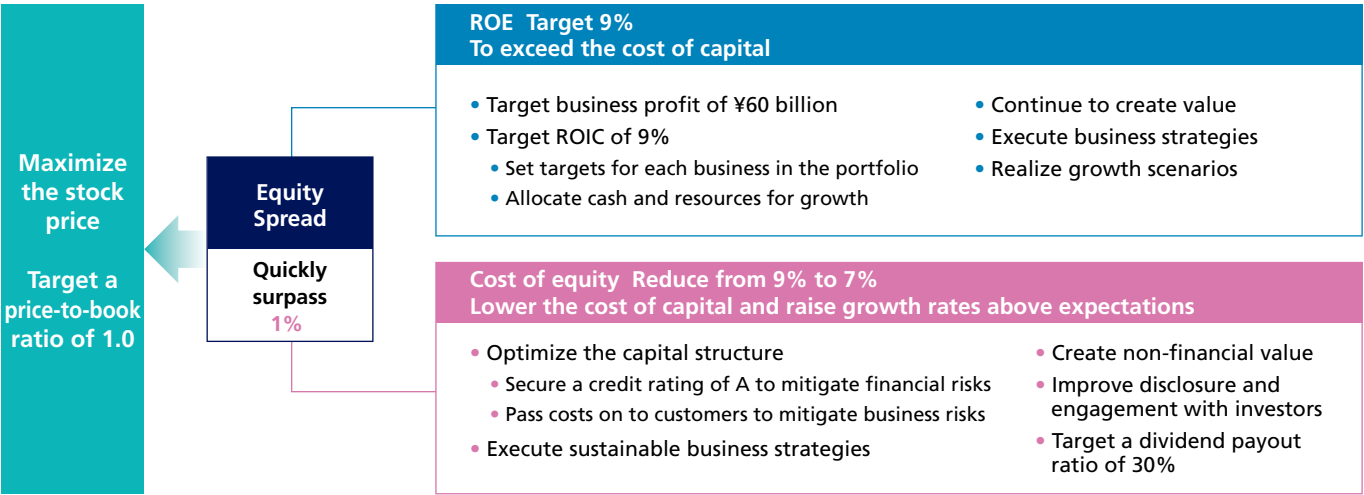 Maximize
the stock
price
Target a
price-to-book
ratio of 1.0
Equity
Spread
Quickly
surpass
1%
ROE Target 9%
To exceed the cost of capital
• Target business profit of ¥60 billion
• Target ROIC of 9%
• Set targets for each business in the portfolio
• Allocate cash and resources for growth
• Continue to create value
• Execute business strategies
• Realize growth scenarios
Cost of equity Reduce from 9% to 7%
Lower the cost of capital and raise growth rates above expectations
• Optimize the capital structure
• Secure a credit rating of A to mitigate financial risks
• Pass costs on to customers to mitigate business risks
• Execute sustainable business strategies
• Create non-financial value
• Improve disclosure and
engagement with investors
• Target a dividend payout
ratio of 30%